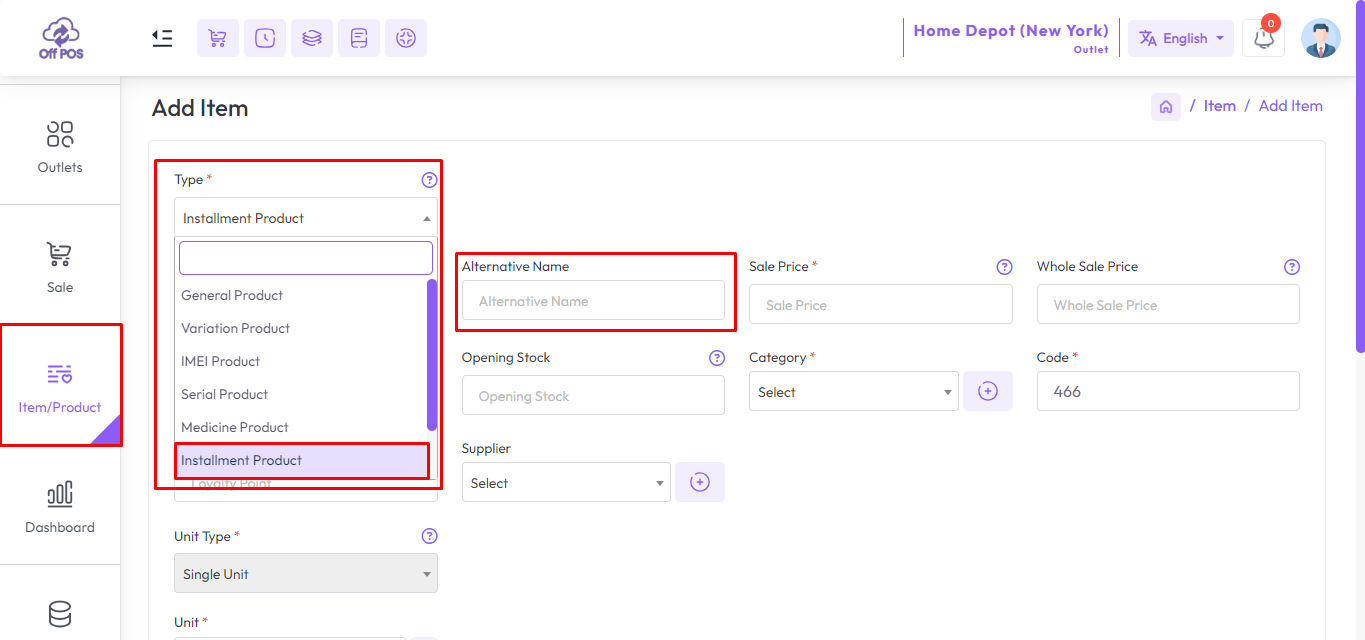 Off POS
Home Depot (New York)
Outlet
English
0
Add Item
/ Item / Add Item
Outlets
Sale
Item/Product
Dashboard
Type *
Installment Product
General Product
Variation Product
IMEI Product
Serial Product
Medicine Product
Installment Product
Loyalty Point
Alternative Name
Alternative Name
Sale Price *
Sale Price
Whole Sale Price
Whole Sale Price
Opening Stock
Opening Stock
Category *
Select
Code *
466
Supplier
Select
Unit Type *
Single Unit
Unit *